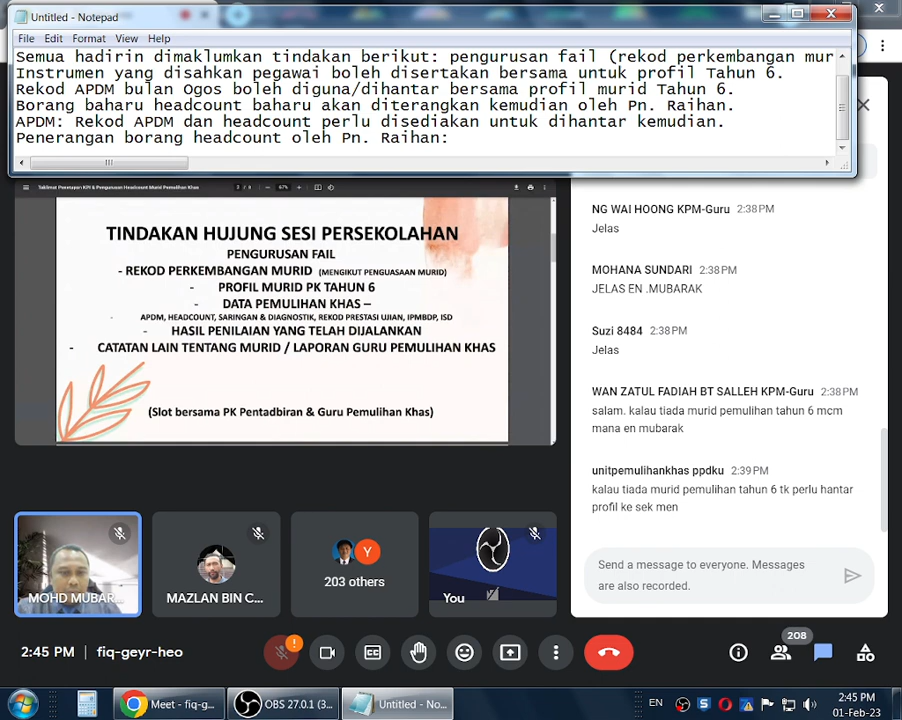 Untitled - Notepad
File Edit Format View Help
Semua hadirin dimaklumkan tindakan berikut: pengurusan fail (rekod perkembangan mur
Instrumen yang disahkan pegawai boleh disertakan bersama untuk profil Tahun 6.
Rekod APDM bulan Ogos boleh diguna/dihantar bersama profil murid Tahun 6.
Borang baharu headcount baharu akan diterangkan kemudian oleh Pn. Raihan.
APDM: Rekod APDM dan headcount perlu disediakan untuk dihantar kemudian.
Penerangan borang headcount oleh Pn. Raihan:
Taklimat Pemurnian KPI & Pengurusan Headcount Murid Pemulihan Khas 2 / 8 67%
TINDAKAN HUJUNG SESI PERSEKOLAHAN
PENGURUSAN FAIL
- REKOD PERKEMBANGAN MURID (MENGIKUT PENGUASAAN MURID)
- PROFIL MURID PK TAHUN 6
- DATA PEMULIHAN KHAS –
- APDM, HEADCOUNT, SARINGAN & DIAGNOSTIK, REKOD PRESTASI UJIAN, IPMBDP, ISD
- HASIL PENILAIAN YANG TELAH DIJALANKAN
- CATATAN LAIN TENTANG MURID / LAPORAN GURU PEMULIHAN KHAS
(Slot bersama PK Pentadbiran & Guru Pemulihan Khas)
NG WAI HOONG KPM-Guru 2:38 PM
Jelas
MOHANA SUNDARI 2:38 PM
JELAS EN .MUBARAK
Suzi 8484 2:38 PM
Jelas
WAN ZATUL FADIAH BT SALLEH KPM-Guru 2:38 PM
salam. kalau tiada murid pemulihan tahun 6 mcm
mana en mubarak
unitpemulihankhas ppdku 2:39 PM
kalau tiada murid pemulihan tahun 6 tk perlu hantar
profil ke sek men
Send a message to everyone. Messages
are also recorded.
MOHD MUBAR...
MAZLAN BIN C...
Y
203 others
You
2:45 PM | fiq-geyr-heo
208
Meet - fiq-g...
OBS 27.0.1 (3...
Untitled - No...
EN
2:45 PM
01-Feb-23